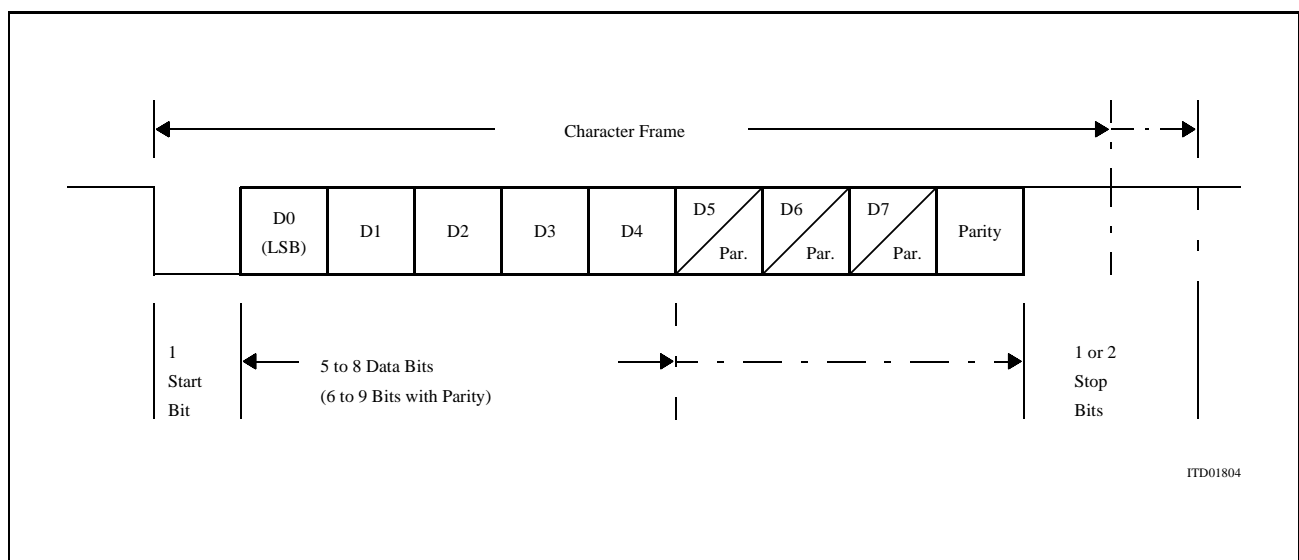 Character Frame
D0
(LSB)
D1
D2
D3
D4
D5
Par.
D6
Par.
D7
Par.
Parity
1
Start
Bit
5 to 8 Data Bits
(6 to 9 Bits with Parity)
1 or 2
Stop
Bits
ITD01804